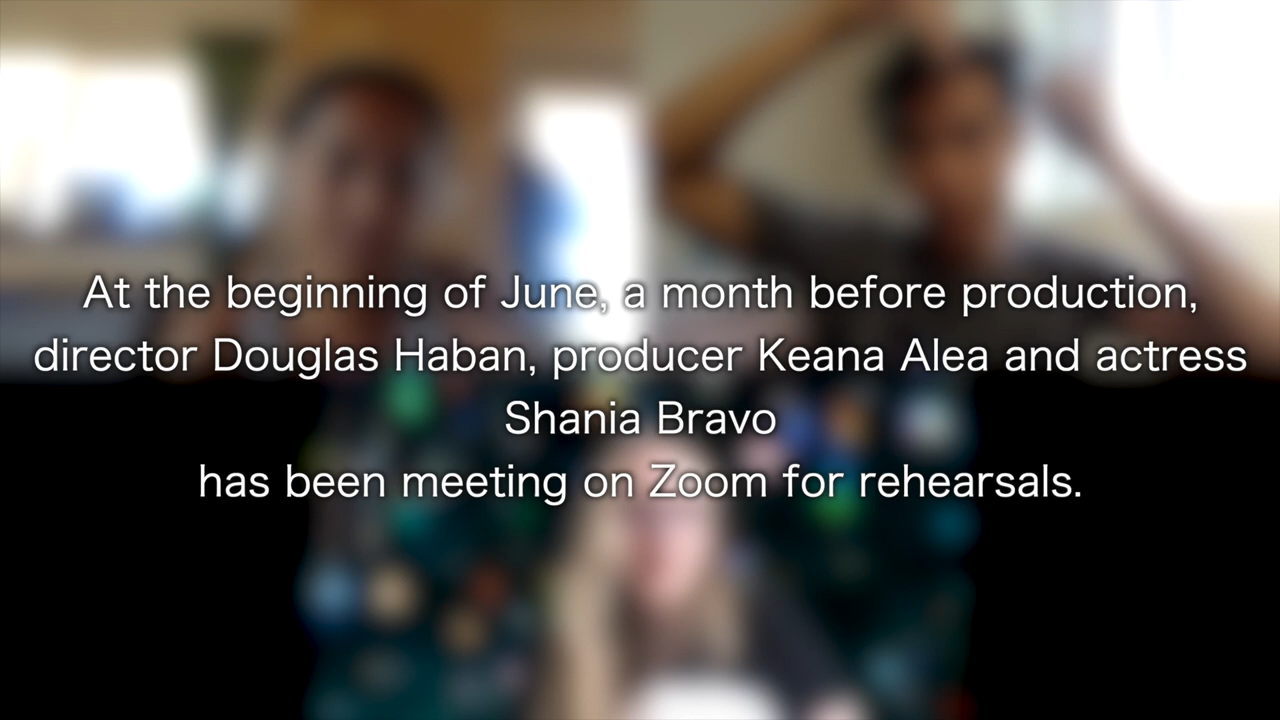 At the beginning of June, a month before production,
director Douglas Haban, producer Keana Alea and actress
Shania Bravo
has been meeting on Zoom for rehearsals.